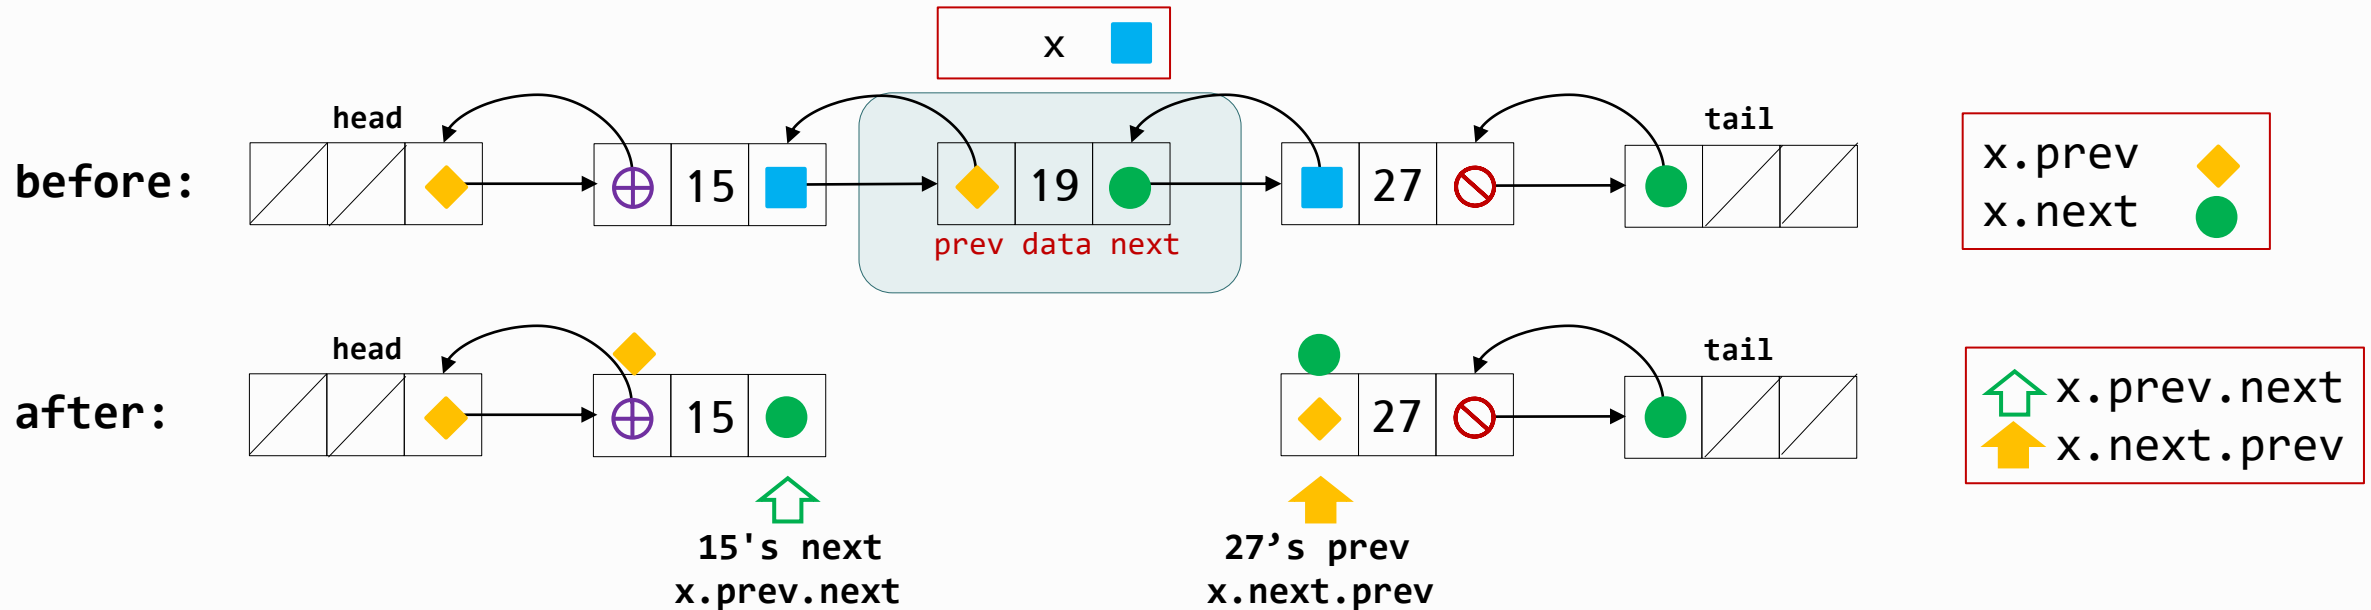 x
head
tail
before:
15
19
27
prev data next
x.prev
x.next
head
tail
after:
15
27
x.prev.next
x.next.prev
15's next
x.prev.next
27’s prev
x.next.prev